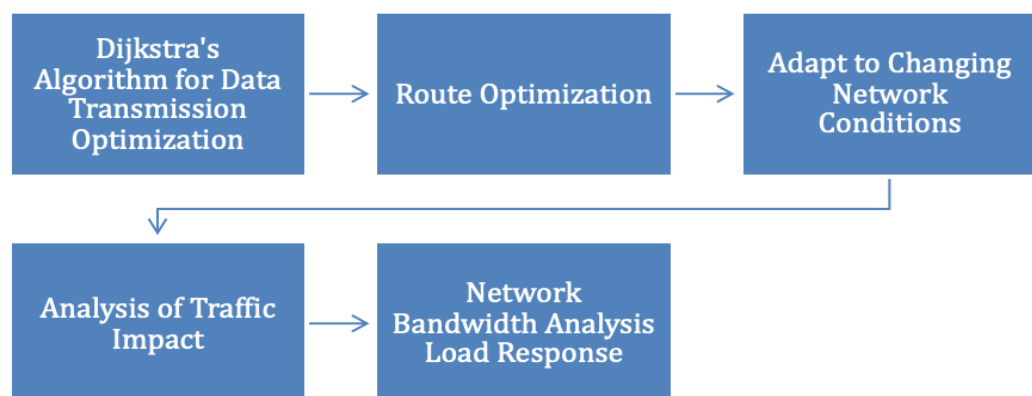 Dijkstra's
Algorithm for Data
Transmission
Optimization
Route Optimization
Adapt to Changing
Network
Conditions
Analysis of Traffic
Impact
Network
Bandwidth Analysis
Load Response